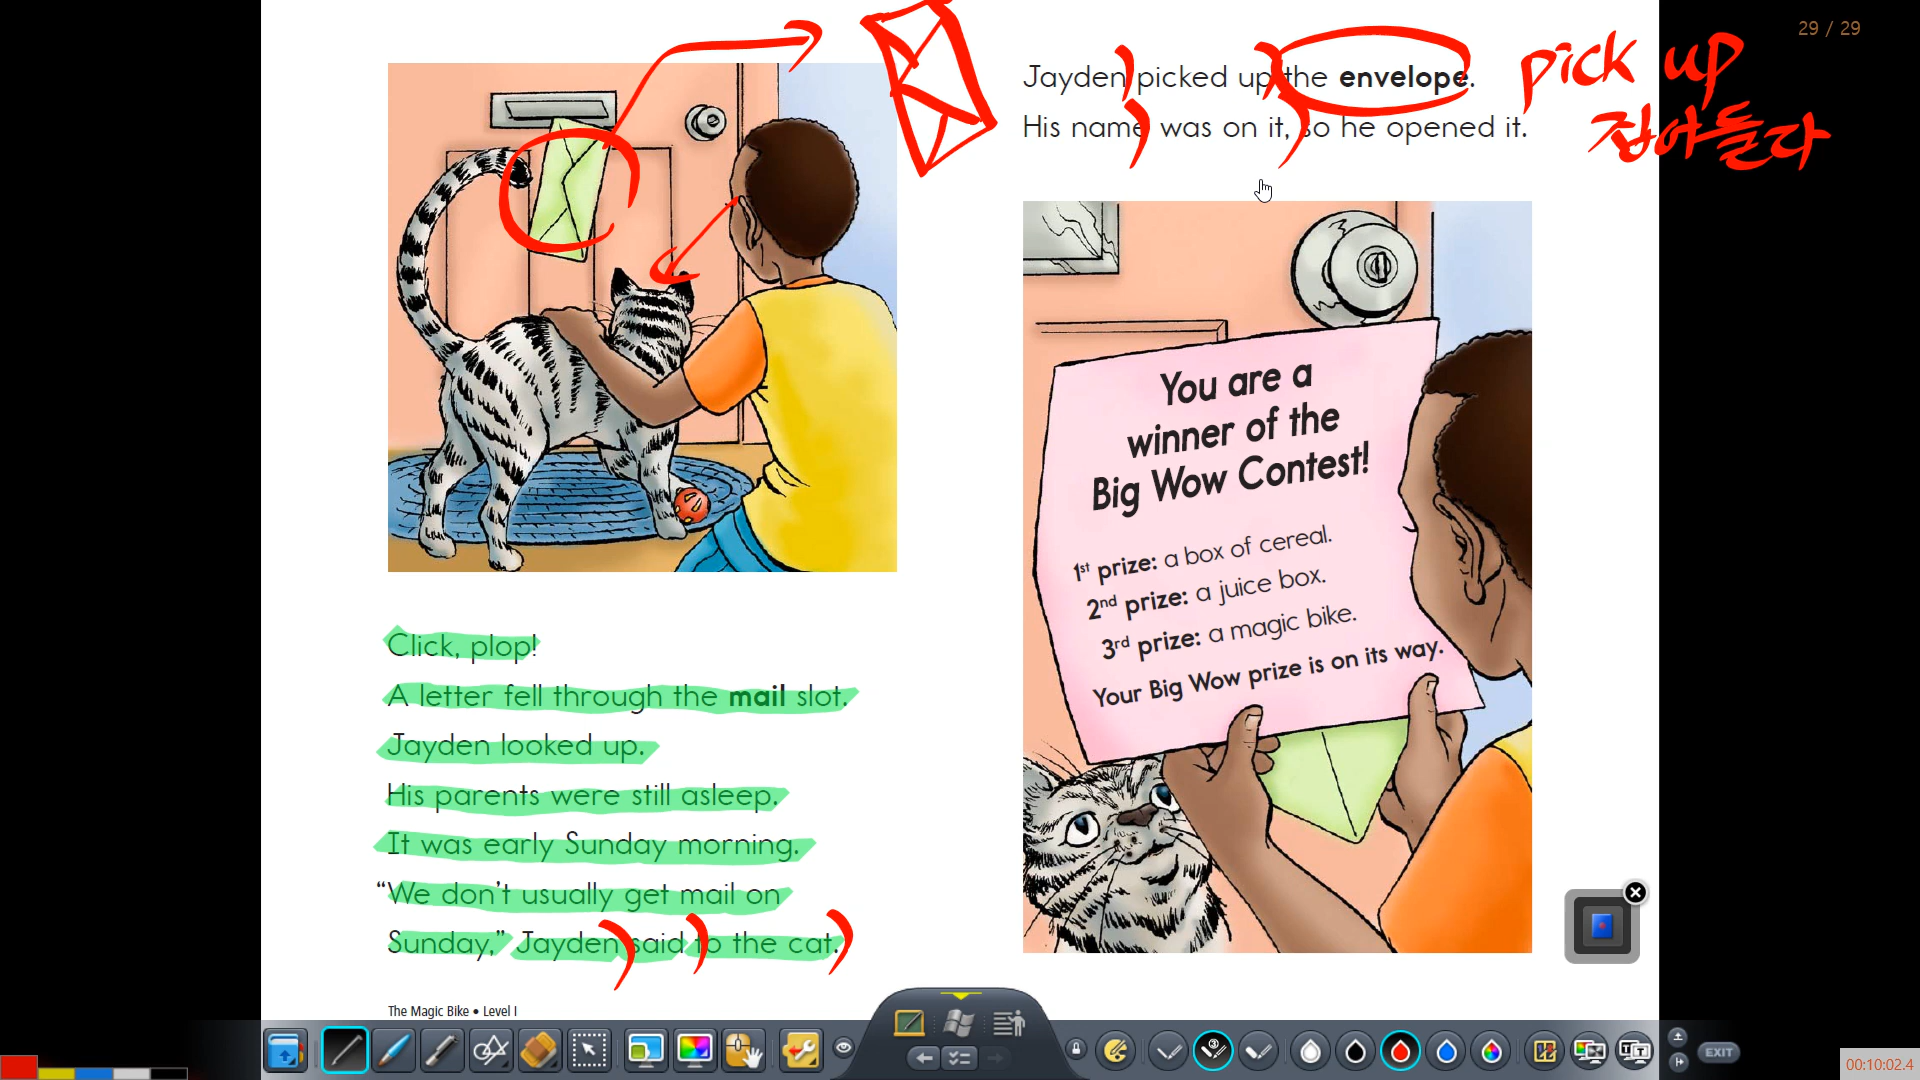 29 / 29
Jayden picked up the envelope.
His name was on it, so he opened it.
pick up
잡아들다
You are a
winner of the
Big Wow Contest!
1st prize: a box of cereal.
2nd prize: a juice box.
3rd prize: a magic bike.
Your Big Wow prize is on its way.
Click, plop!
A letter fell through the mail slot.
Jayden looked up.
His parents were still asleep.
It was early Sunday morning.
“We don’t usually get mail on
Sunday,” Jayden said to the cat.
The Magic Bike • Level I
EXIT
00:10:02.4